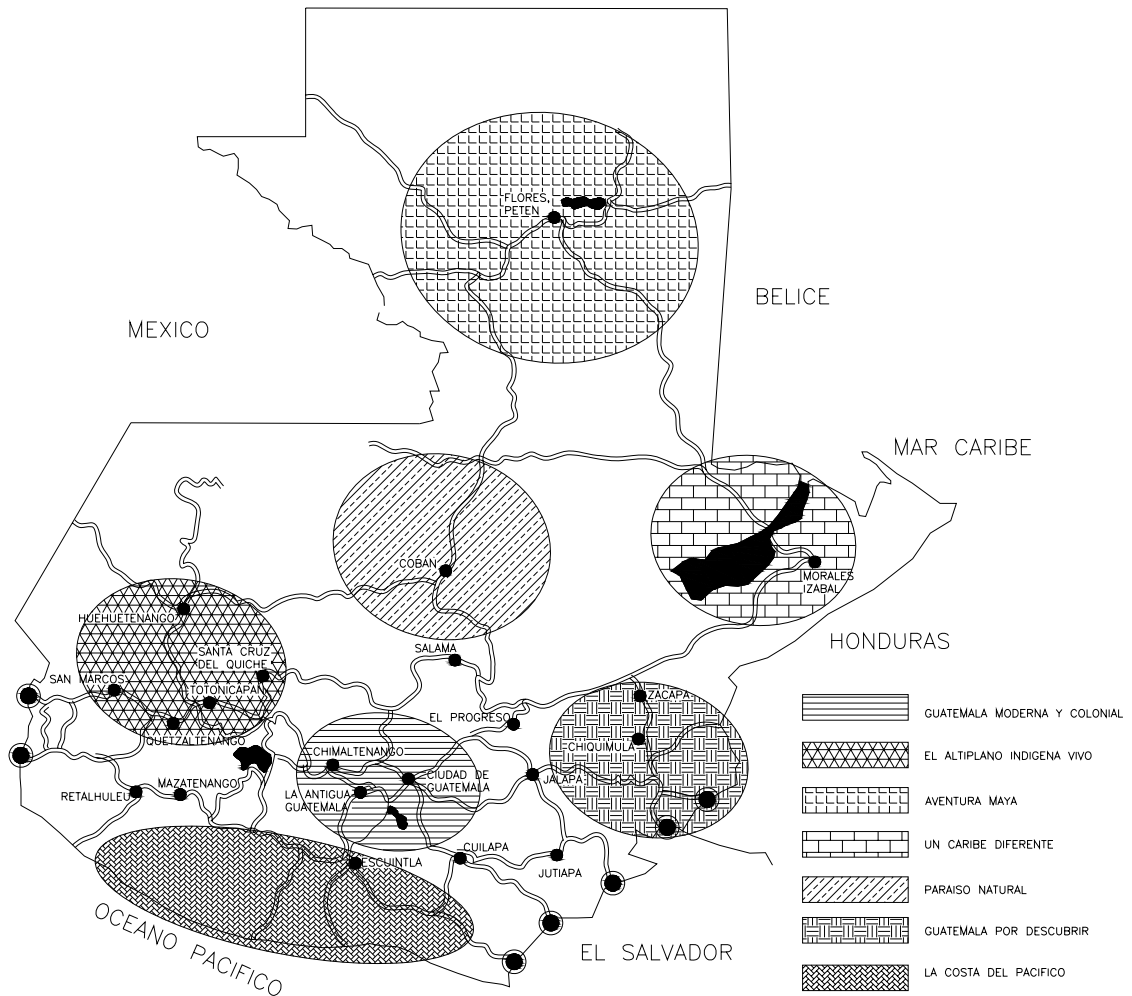 FLORES,
PETEN
BELICE
MEXICO
MAR CARIBE
COBAN
MORALES
IZABAL
HUEHUETENANGO
HONDURAS
SALAMA
SANTA CRUZ
DEL QUICHE
SAN MARCOS
TOTONICAPAN
ZACAPA
EL PROGRESO
QUETZALTENANGO
CHIQUIMULA
CHIMALTENANGO
CIUDAD DE
GUATEMALA
JALAPA
MAZATENANGO
RETALHULEU
LA ANTIGUA
GUATEMALA
CUILAPA
ESCUINTLA
JUTIAPA
OCEANO PACIFICO
EL SALVADOR
GUATEMALA MODERNA Y COLONIAL
EL ALTIPLANO INDIGENA VIVO
AVENTURA MAYA
UN CARIBE DIFERENTE
PARAISO NATURAL
GUATEMALA POR DESCUBRIR
LA COSTA DEL PACIFICO